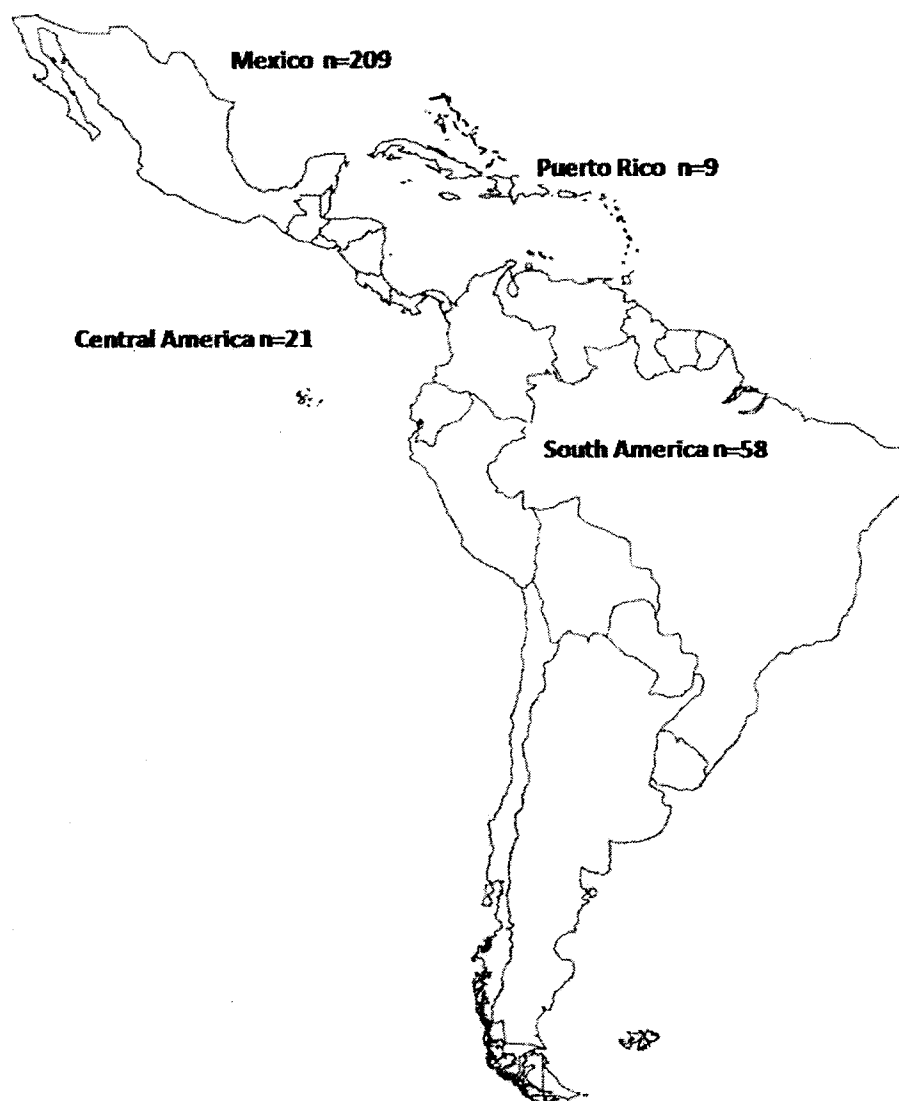 Mexico n=209
Puerto Rico n=9
Central America n=21
South America n=58